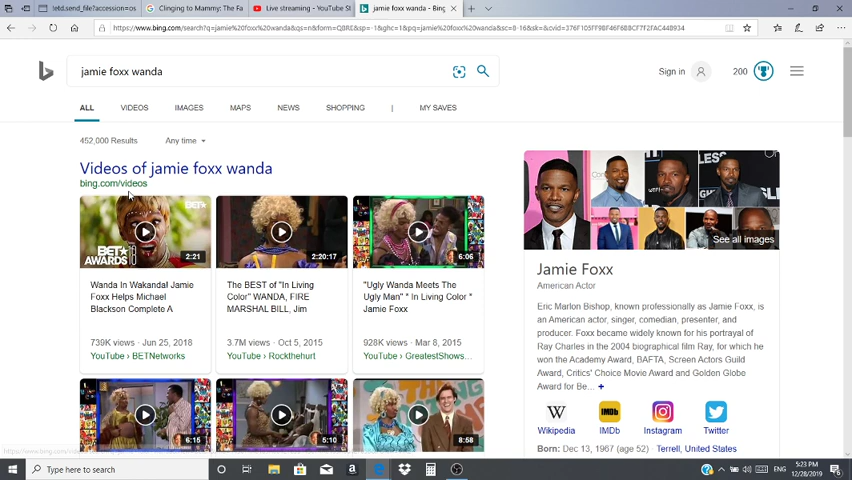 !etd.send_file?accession=os
Clinging to Mammy: The Fa
Live streaming - YouTube St
jamie foxx wanda - Bing
https://www.bing.com/search?q=jamie%20foxx%20wanda&qs=n&form=QBRE&sp=-1&ghc=1&pq=jamie%20foxx%20wanda&sc=8-16&sk=&cvid=376F105FF9BF46F6BBCF7F2FAC44B934
b
jamie foxx wanda
Sign in
200
ALL
VIDEOS
IMAGES
MAPS
NEWS
SHOPPING
|
MY SAVES
452,000 Results
Any time
Videos of jamie foxx wanda
bing.com/videos
BET
BET AWARDS 18
2:21
2:20:17
6:06
Wanda In Wakanda! Jamie
Foxx Helps Michael
Blackson Complete A
The BEST of "In Living
Color" WANDA, FIRE
MARSHAL BILL, Jim
"Ugly Wanda Meets The
Ugly Man" * In Living Color *
Jamie Foxx
739K views · Jun 25, 2018
YouTube › BETNetworks
3.7M views · Oct 5, 2015
YouTube › Rockthehurt
928K views · Mar 8, 2015
YouTube › GreatestShows...
6:15
5:10
8:58
See all images
Jamie Foxx
American Actor
Eric Marlon Bishop, known professionally as Jamie Foxx, is
an American actor, singer, comedian, presenter, and
producer. Foxx became widely known for his portrayal of
Ray Charles in the 2004 biographical film Ray, for which he
won the Academy Award, BAFTA, Screen Actors Guild
Award, Critics' Choice Movie Award and Golden Globe
Award for Be... +
W
IMDb
Wikipedia
IMDb
Instagram
Twitter
Born: Dec 13, 1967 (age 52) · Terrell, United States
Type here to search
5:23 PM
12/28/2019